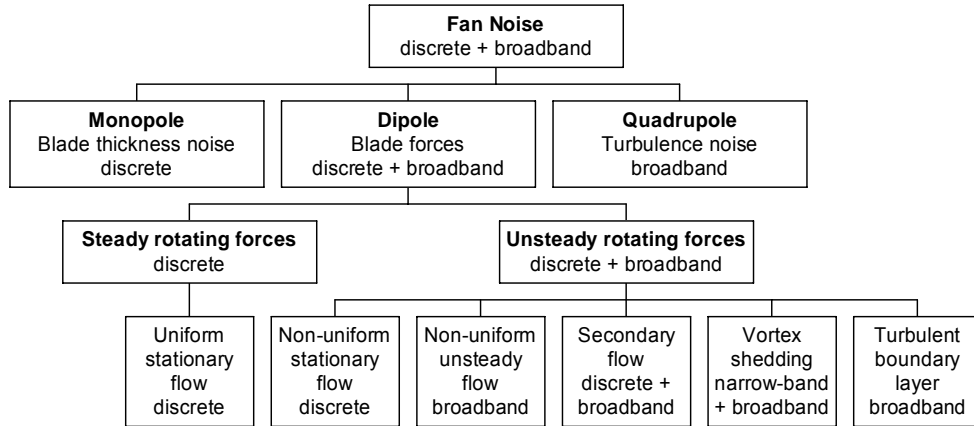 Fan Noise
discrete + broadband
Monopole
Blade thickness noise
discrete
Dipole
Blade forces
discrete + broadband
Quadrupole
Turbulence noise
broadband
Steady rotating forces
discrete
Unsteady rotating forces
discrete + broadband
Uniform
stationary
flow
discrete
Non-uniform
stationary
flow
discrete
Non-uniform
unsteady
flow
broadband
Secondary
flow
discrete +
broadband
Vortex
shedding
narrow-band
+ broadband
Turbulent
boundary
layer
broadband